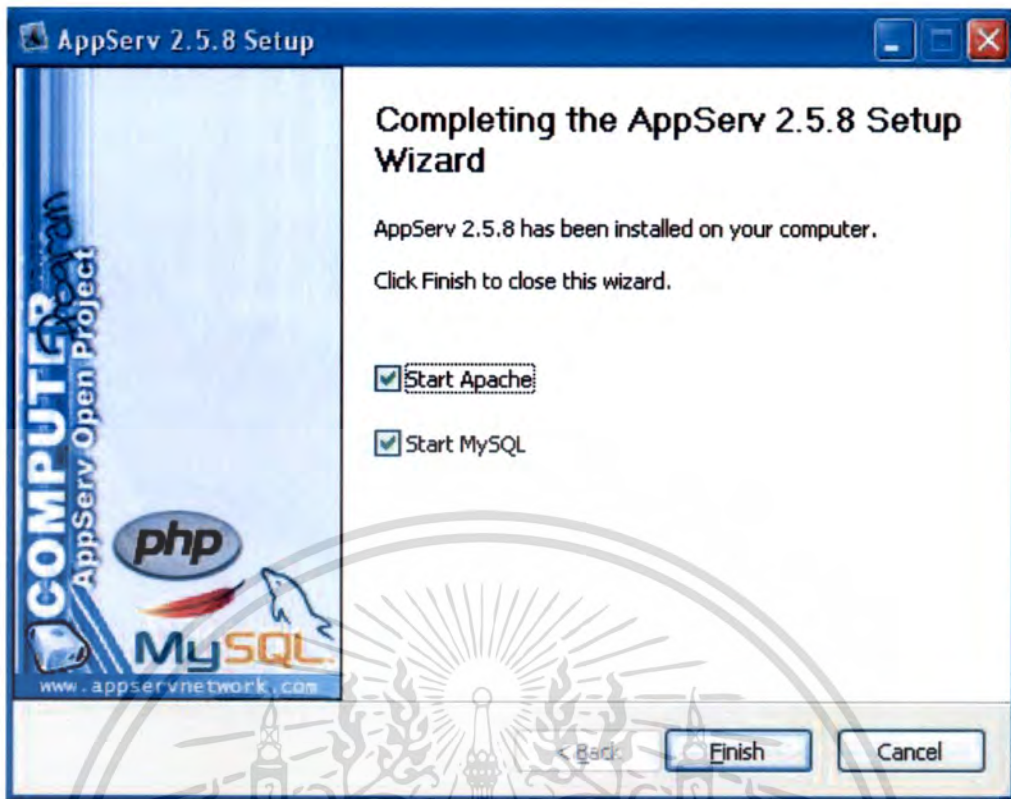 AppServ 2.5.8 Setup
Completing the AppServ 2.5.8 Setup
Wizard
AppServ 2.5.8 has been installed on your computer.
Click Finish to close this wizard.
Start Apache
Start MySQL
COMPUTER
Program
AppServ Open Project
php
MySQL
www.appservnetwork.com
< Back
Finish
Cancel